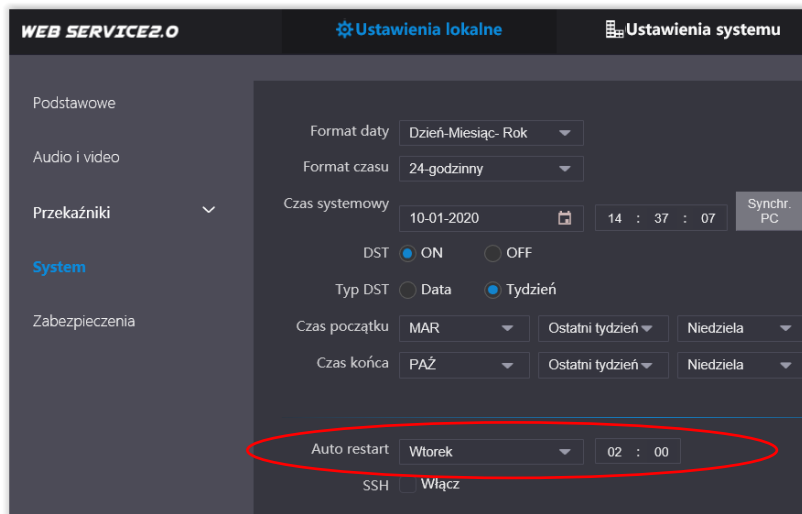 WEB SERVICE2.0
Ustawienia lokalne
Ustawienia systemu
Podstawowe
Audio i video
Przekaźniki
System
Zabezpieczenia
Format daty Dzień-Miesiąc- Rok
Format czasu 24-godzinny
Czas systemowy 10-01-2020 14 : 37 : 07 Synchr. PC
DST ON OFF
Typ DST Data Tydzień
Czas początku MAR Ostatni tydzień Niedziela
Czas końca PAŹ Ostatni tydzień Niedziela
Auto restart Wtorek 02 : 00
SSH Włącz